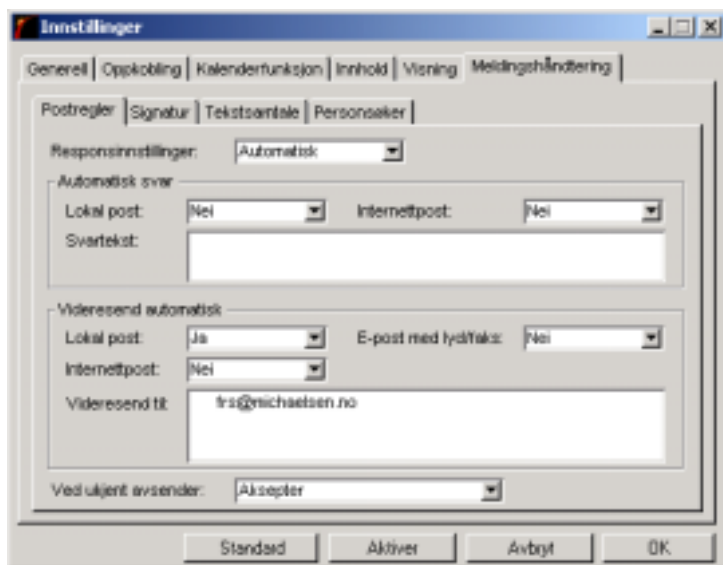 Innstillinger
Generell Oppkobling Kalenderfunksjon Innhold Visning Meldingshåndtering
Postregler Signatur Tekstsamtale Personsøker
Responsinnstillinger: Automatisk
Automatisk svar
Lokal post: Nei Internettpost: Nei
Svartekst:
Videresend automatisk
Lokal post: Ja E-post med lyd/faks: Nei
Internettpost: Nei
Videresend til: frs@michaelsen.no
Ved ukjent avsender: Aksepter
Standard Aktiver Avbryt OK